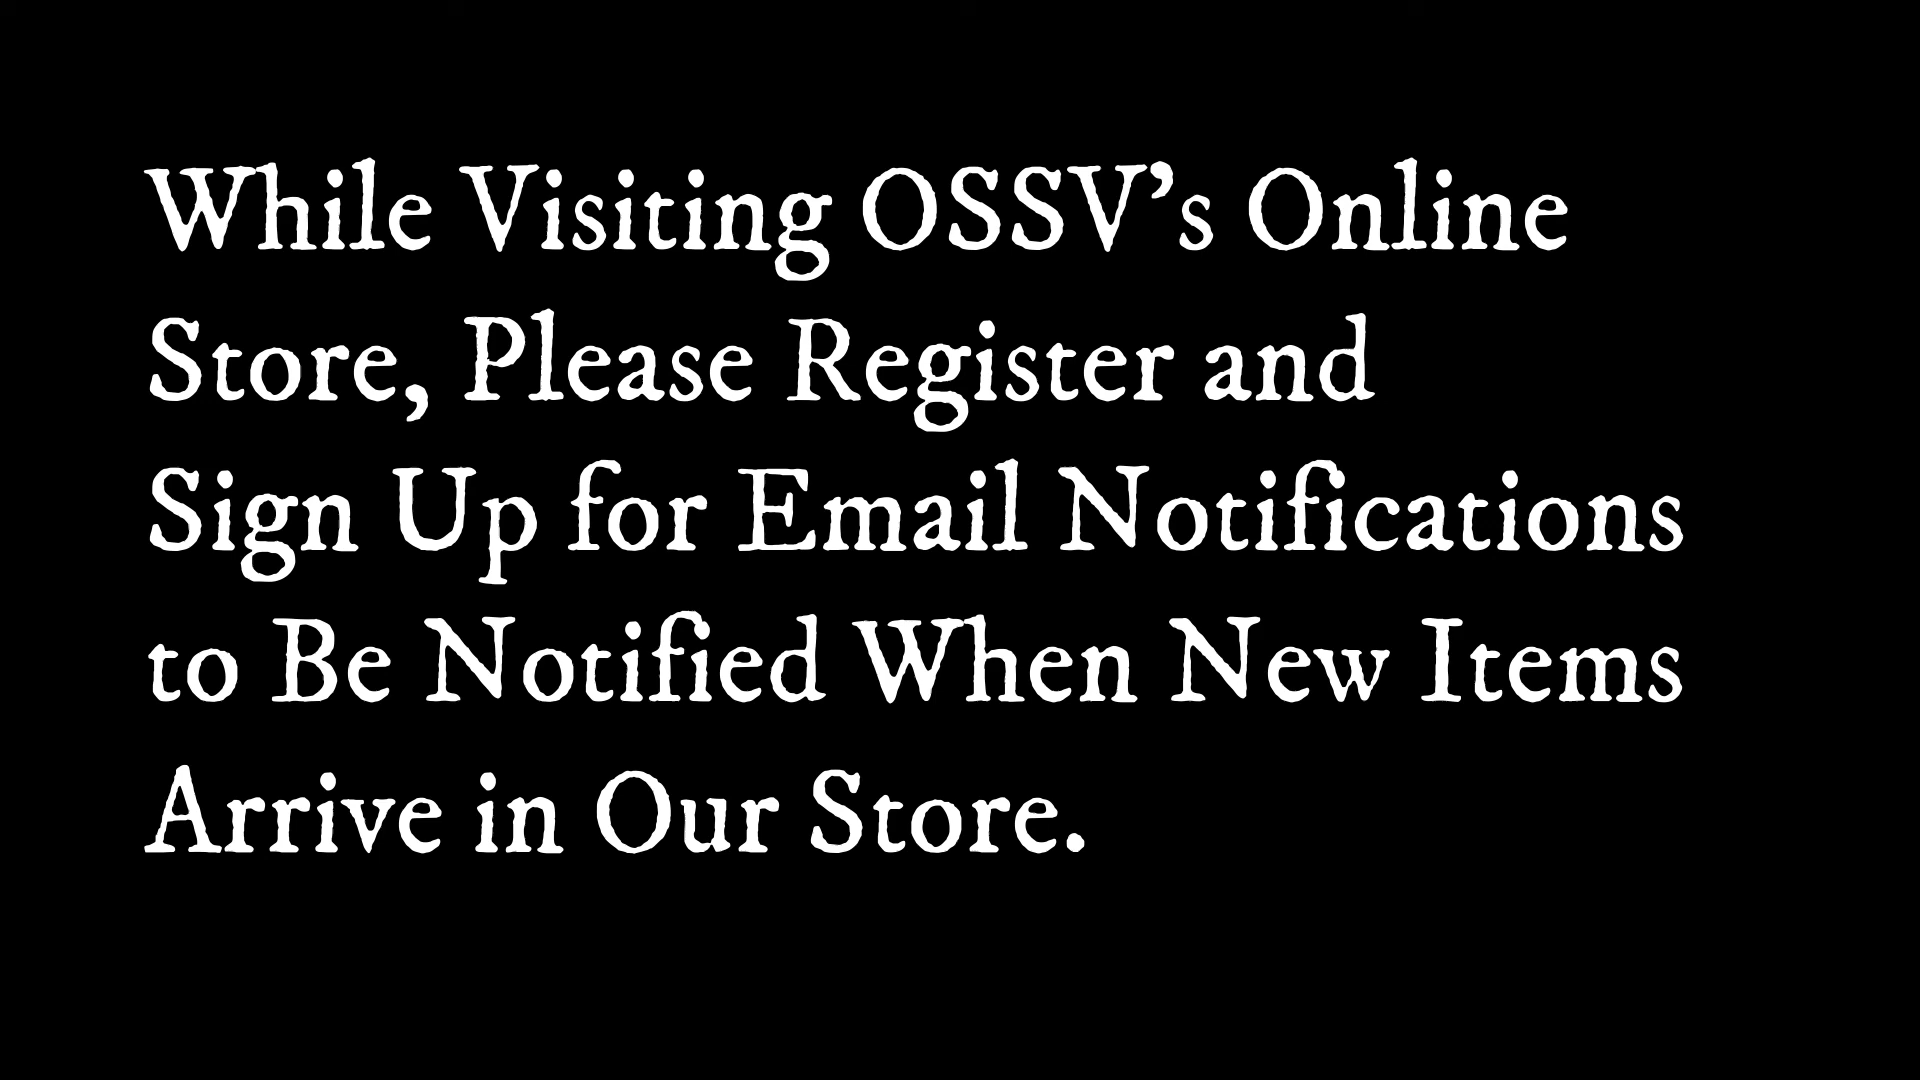 While Visiting OSSV’s Online
Store, Please Register and
Sign Up for Email Notifications
to Be Notified When New Items
Arrive in Our Store.